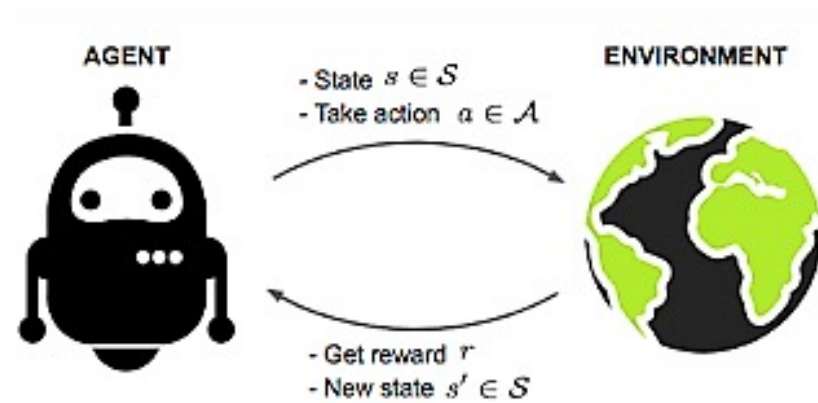 AGENT
ENVIRONMENT
- State s ∈ 𝒮
- Take action a ∈ 𝒜
- Get reward r
- New state s′ ∈ 𝒮